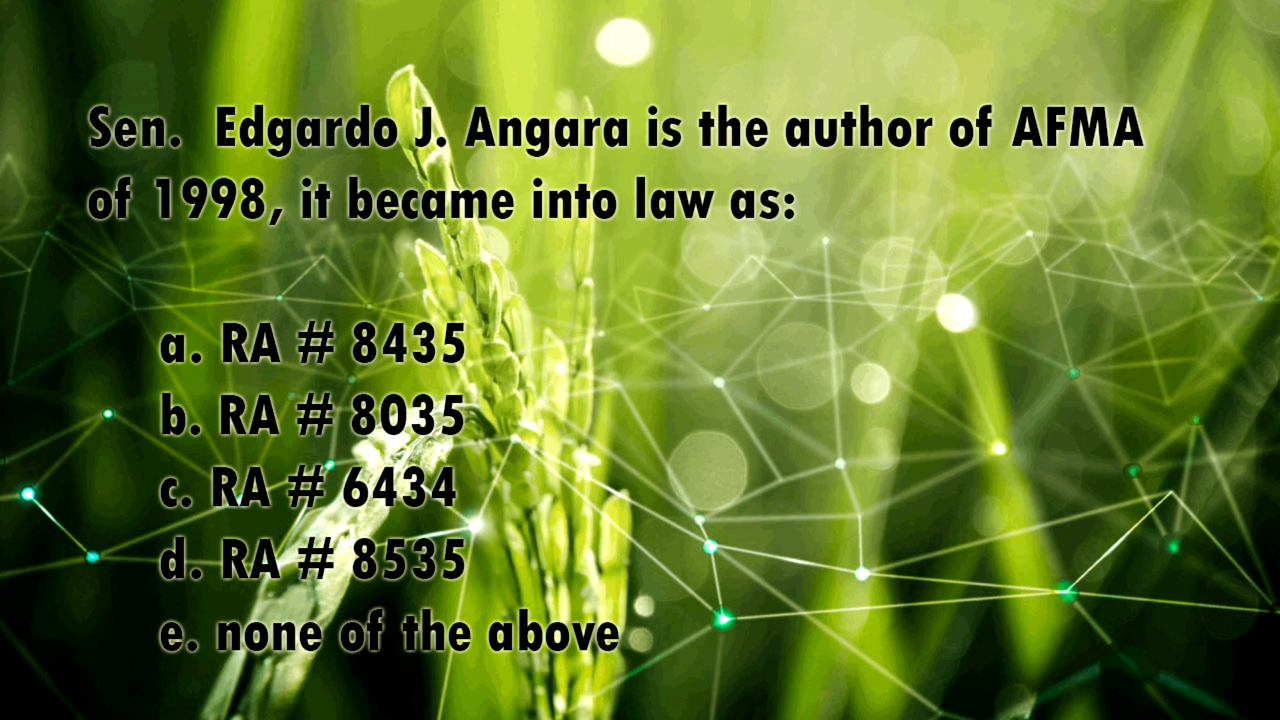 Sen.  Edgardo J. Angara is the author of AFMA
of 1998, it became into law as:
a. RA # 8435
b. RA # 8035
c. RA # 6434
d. RA # 8535
e. none of the above